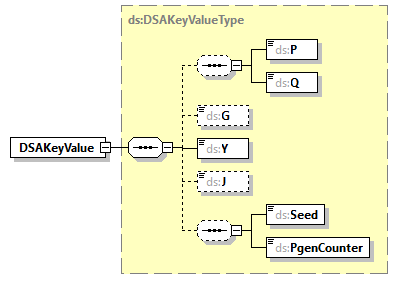 ds:DSAKeyValueType
ds:P
ds:Q
ds:G
DSAKeyValue
ds:Y
ds:J
ds:Seed
ds:PgenCounter